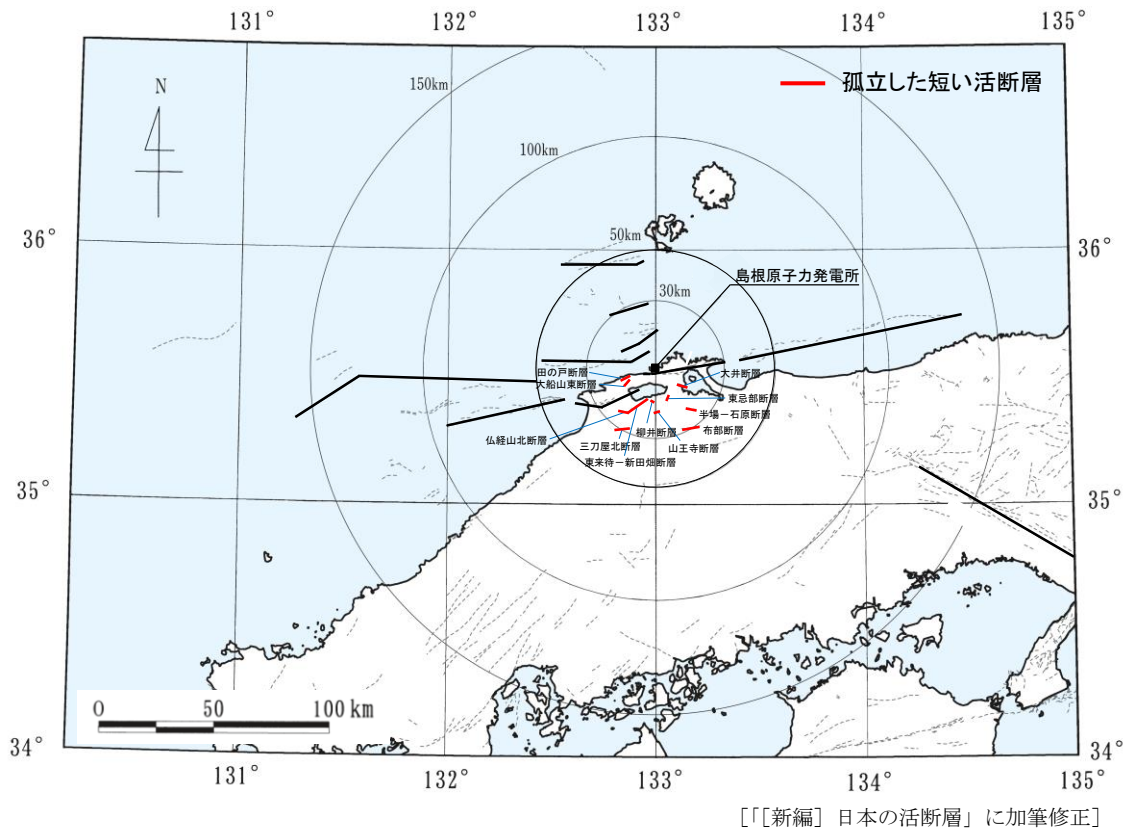 131°
132°
133°
134°
135°
150km
孤立した短い活断層
N
100km
36°
50km
36°
島根原子力発電所
30km
田の戸断層
大船山東断層
大井断層
東忌部断層
半場－石原断層
仏経山北断層
柳井断層
布部断層
三刀屋北断層
山王寺断層
東来待－新田畑断層
35°
35°
0 50 100 km
34°
34°
131°
132°
133°
134°
135°
[「[新編］日本の活断層」に加筆修正]